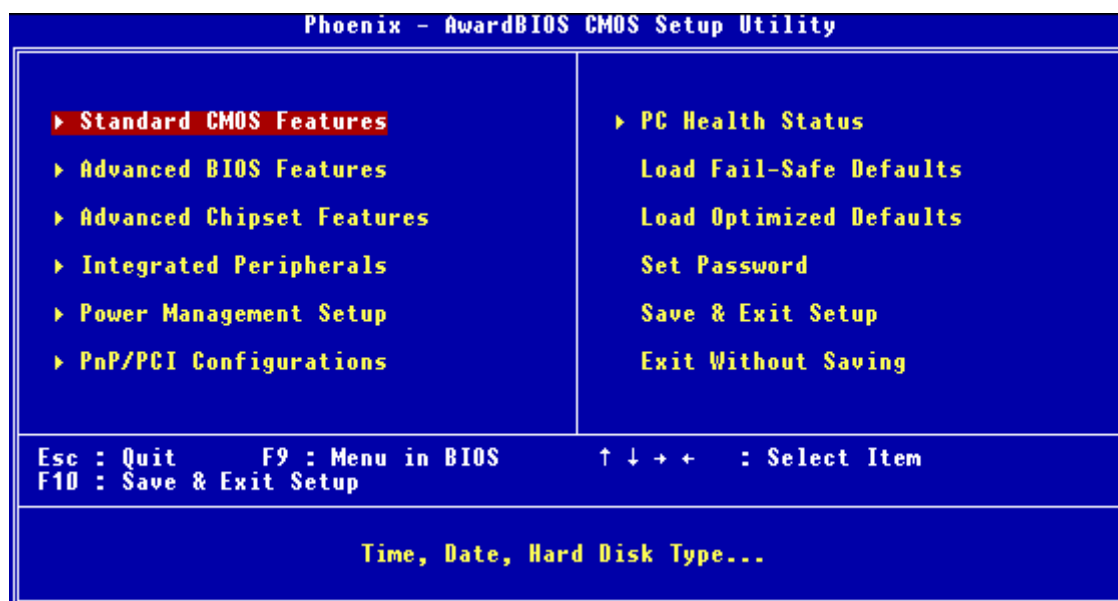 Phoenix - AwardBIOS CMOS Setup Utility
▸ Standard CMOS Features
▸ Advanced BIOS Features
▸ Advanced Chipset Features
▸ Integrated Peripherals
▸ Power Management Setup
▸ PnP/PCI Configurations
▸ PC Health Status
Load Fail-Safe Defaults
Load Optimized Defaults
Set Password
Save & Exit Setup
Exit Without Saving
Esc : Quit F9 : Menu in BIOS ↑ ↓ → ← : Select Item
F10 : Save & Exit Setup
Time, Date, Hard Disk Type...